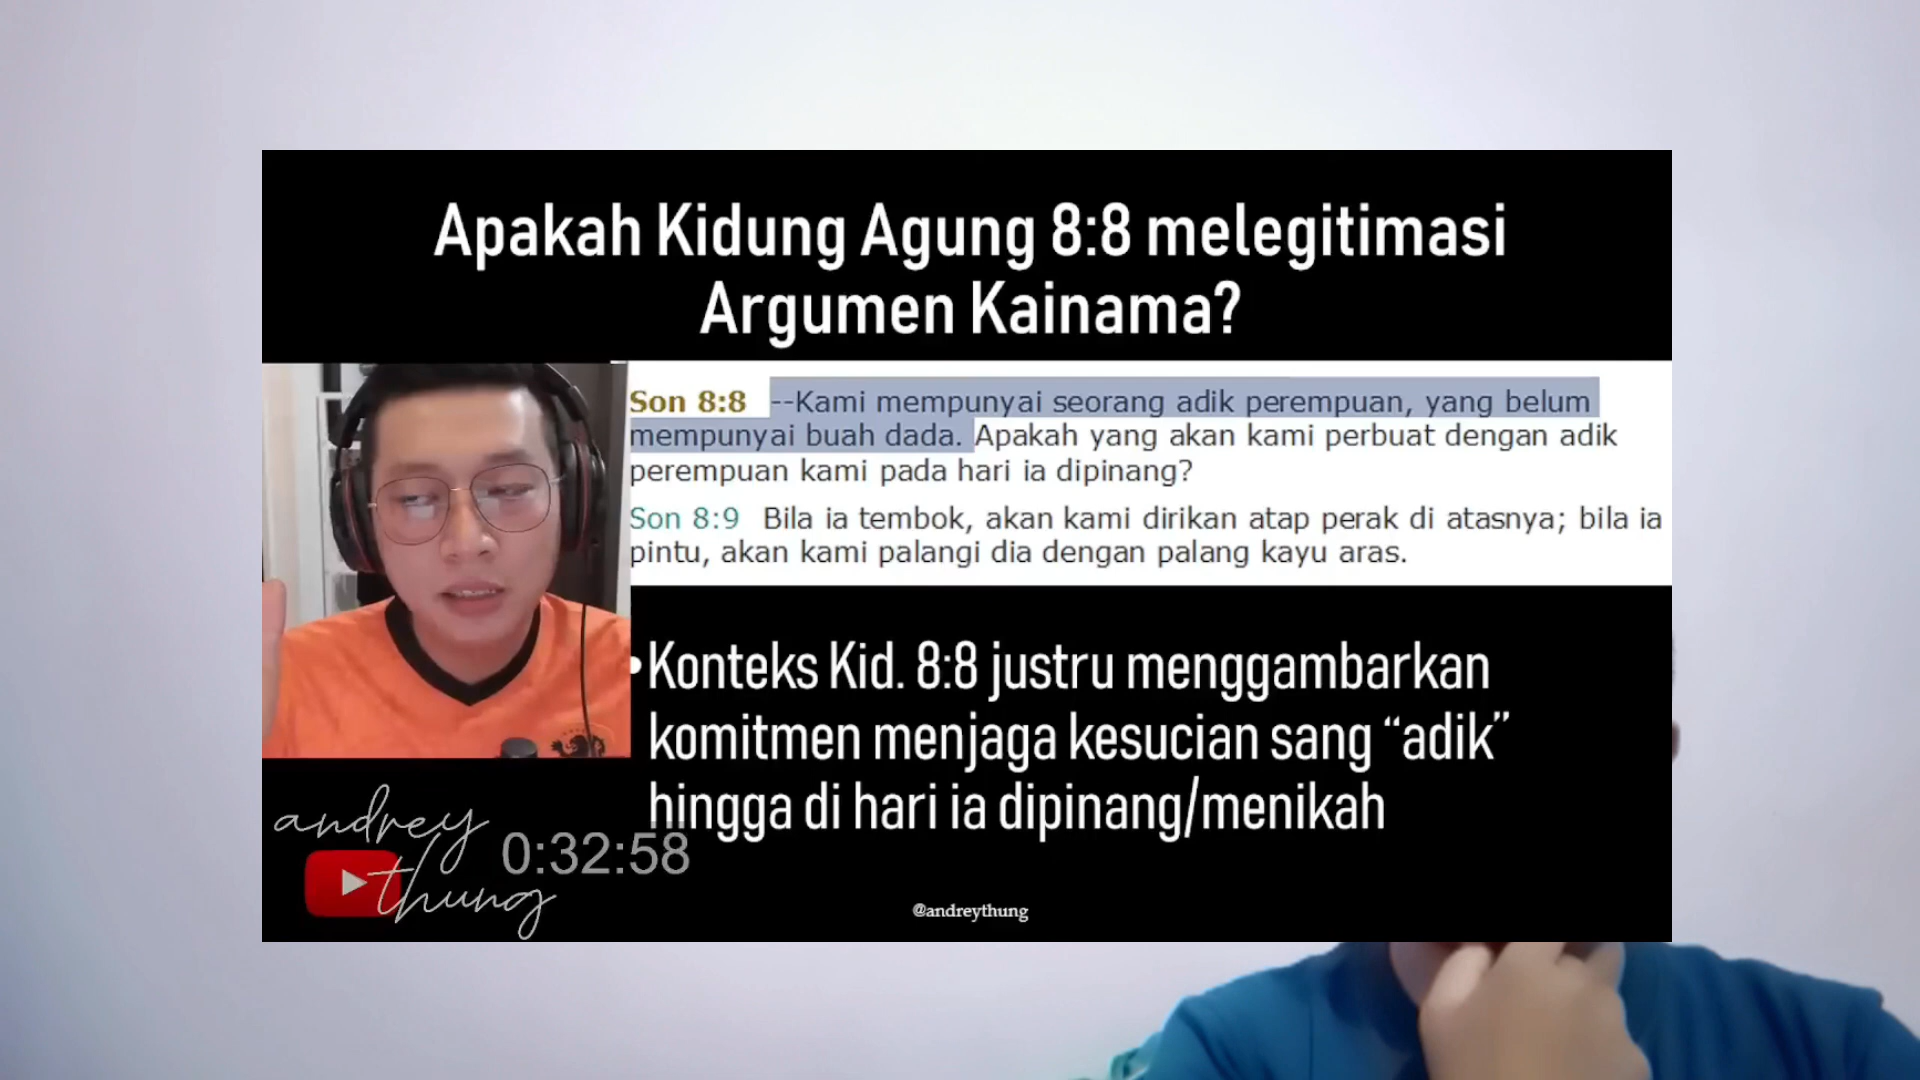 Apakah Kidung Agung 8:8 melegitimasi
Argumen Kainama?
Son 8:8 --Kami mempunyai seorang adik perempuan, yang belum
mempunyai buah dada. Apakah yang akan kami perbuat dengan adik
perempuan kami pada hari ia dipinang?
Son 8:9 Bila ia tembok, akan kami dirikan atap perak di atasnya; bila ia
pintu, akan kami palangi dia dengan palang kayu aras.
•Konteks Kid. 8:8 justru menggambarkan
komitmen menjaga kesucian sang “adik”
hingga di hari ia dipinang/menikah
andrey
thung
0:32:58
@andreythung